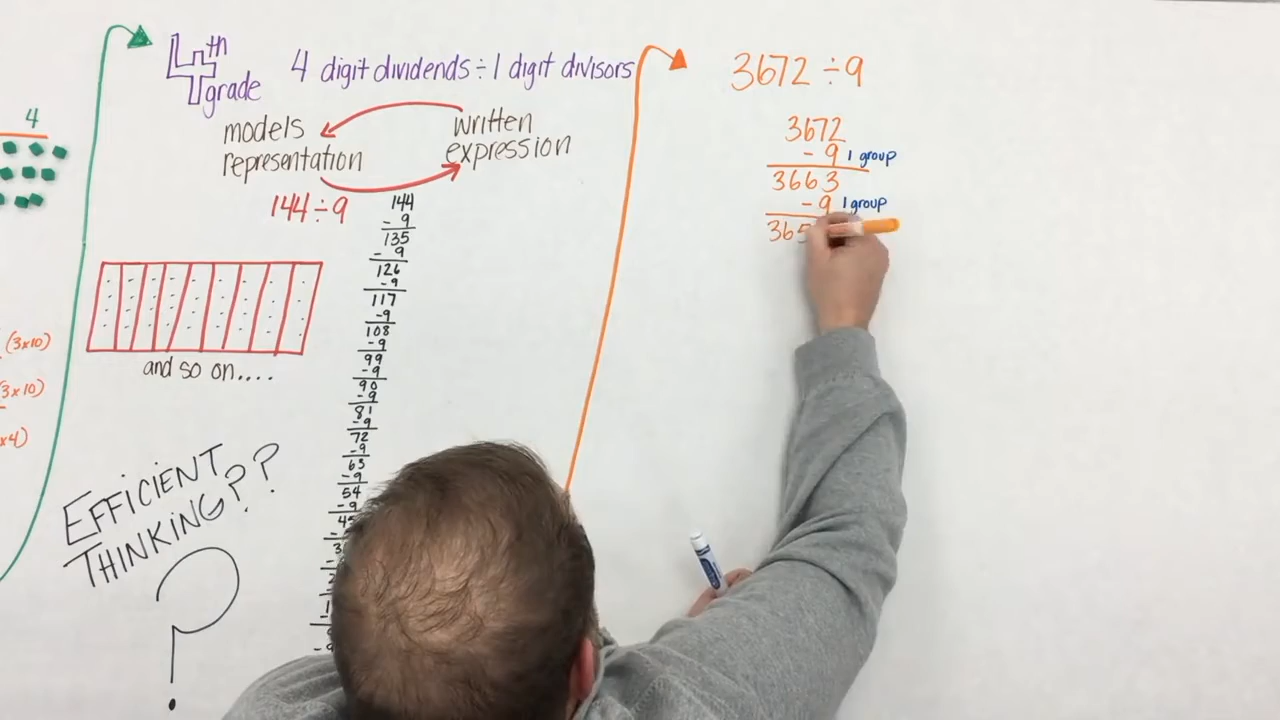 4
(3x10)
3x10)
x4)
4th grade
4 digit dividends ÷ 1 digit divisors
models
representation
written
expression
144 ÷ 9
and so on....
EFFICIENT
THINKING??
?
144
- 9
135
- 9
126
-9
117
-9
108
-9
99
-9
90
-9
81
-9
72
-9
63
-9
54
-9
45
3672 ÷ 9
3672
- 9 1 group
3663
- 9 1 group
365